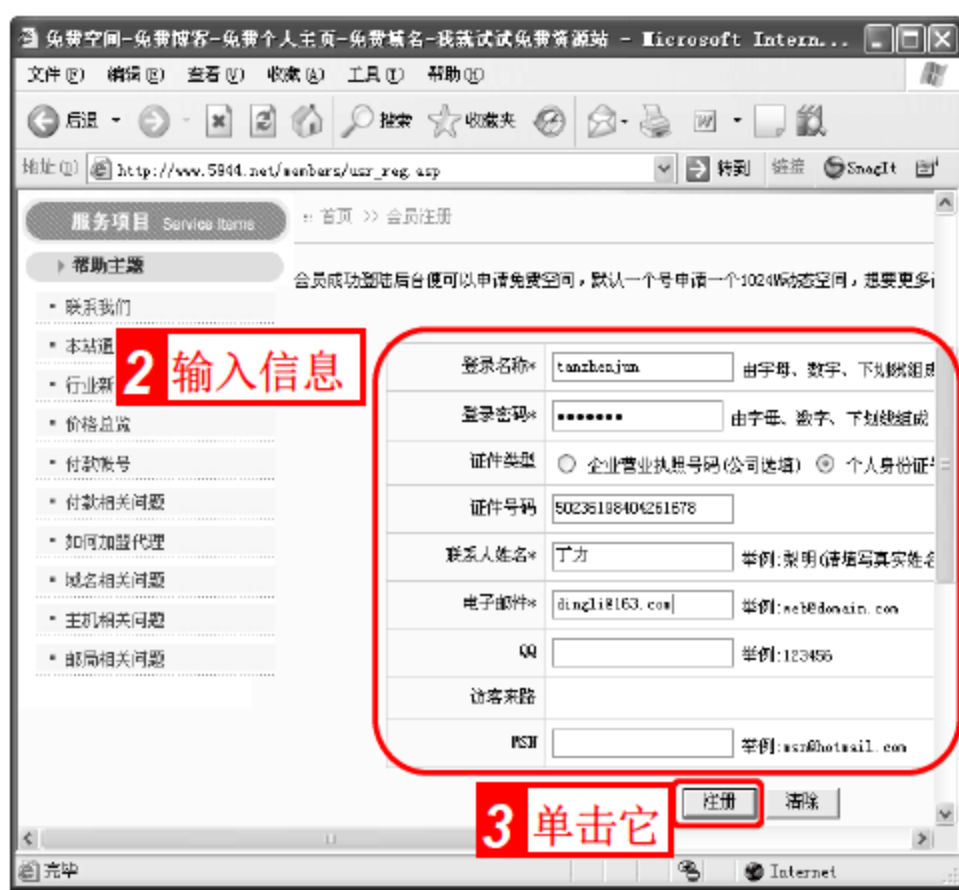 免费空间-免费博客-免费个人主页-免费域名-我就试试免费资源站 - Microsoft Intern...
文件(F) 编辑(E) 查看(V) 收藏(A) 工具(T) 帮助(H)
后退 搜索 收藏夹
地址(D) http://www.5944.net/members/usr_reg.asp 转到 链接 SnagIt
服务项目 Service Items
:: 首页 >> 会员注册
帮助主题
会员成功登陆后台便可以申请免费空间，默认一个号申请一个1024M动态空间，想要更多
联系我们
本站通
行业新
价格总览
付款帐号
付款相关问题
如何加盟代理
域名相关问题
主机相关问题
邮局相关问题
2 输入信息
登录名称* tanzhenjun 由字母、数字、下划线组成
登录密码* ••••••• 由字母、数字、下划线组成
证件类型 企业营业执照号码(公司选填) 个人身份证
证件号码 50235198404261678
联系人姓名* 丁力 举例:梨明(请填写真实姓名
电子邮件* dingli@163.com 举例:web@domain.com
QQ 举例:123456
访客来路
MSN 举例:msn@hotmail.com
注册 清除
3 单击它
完毕 Internet